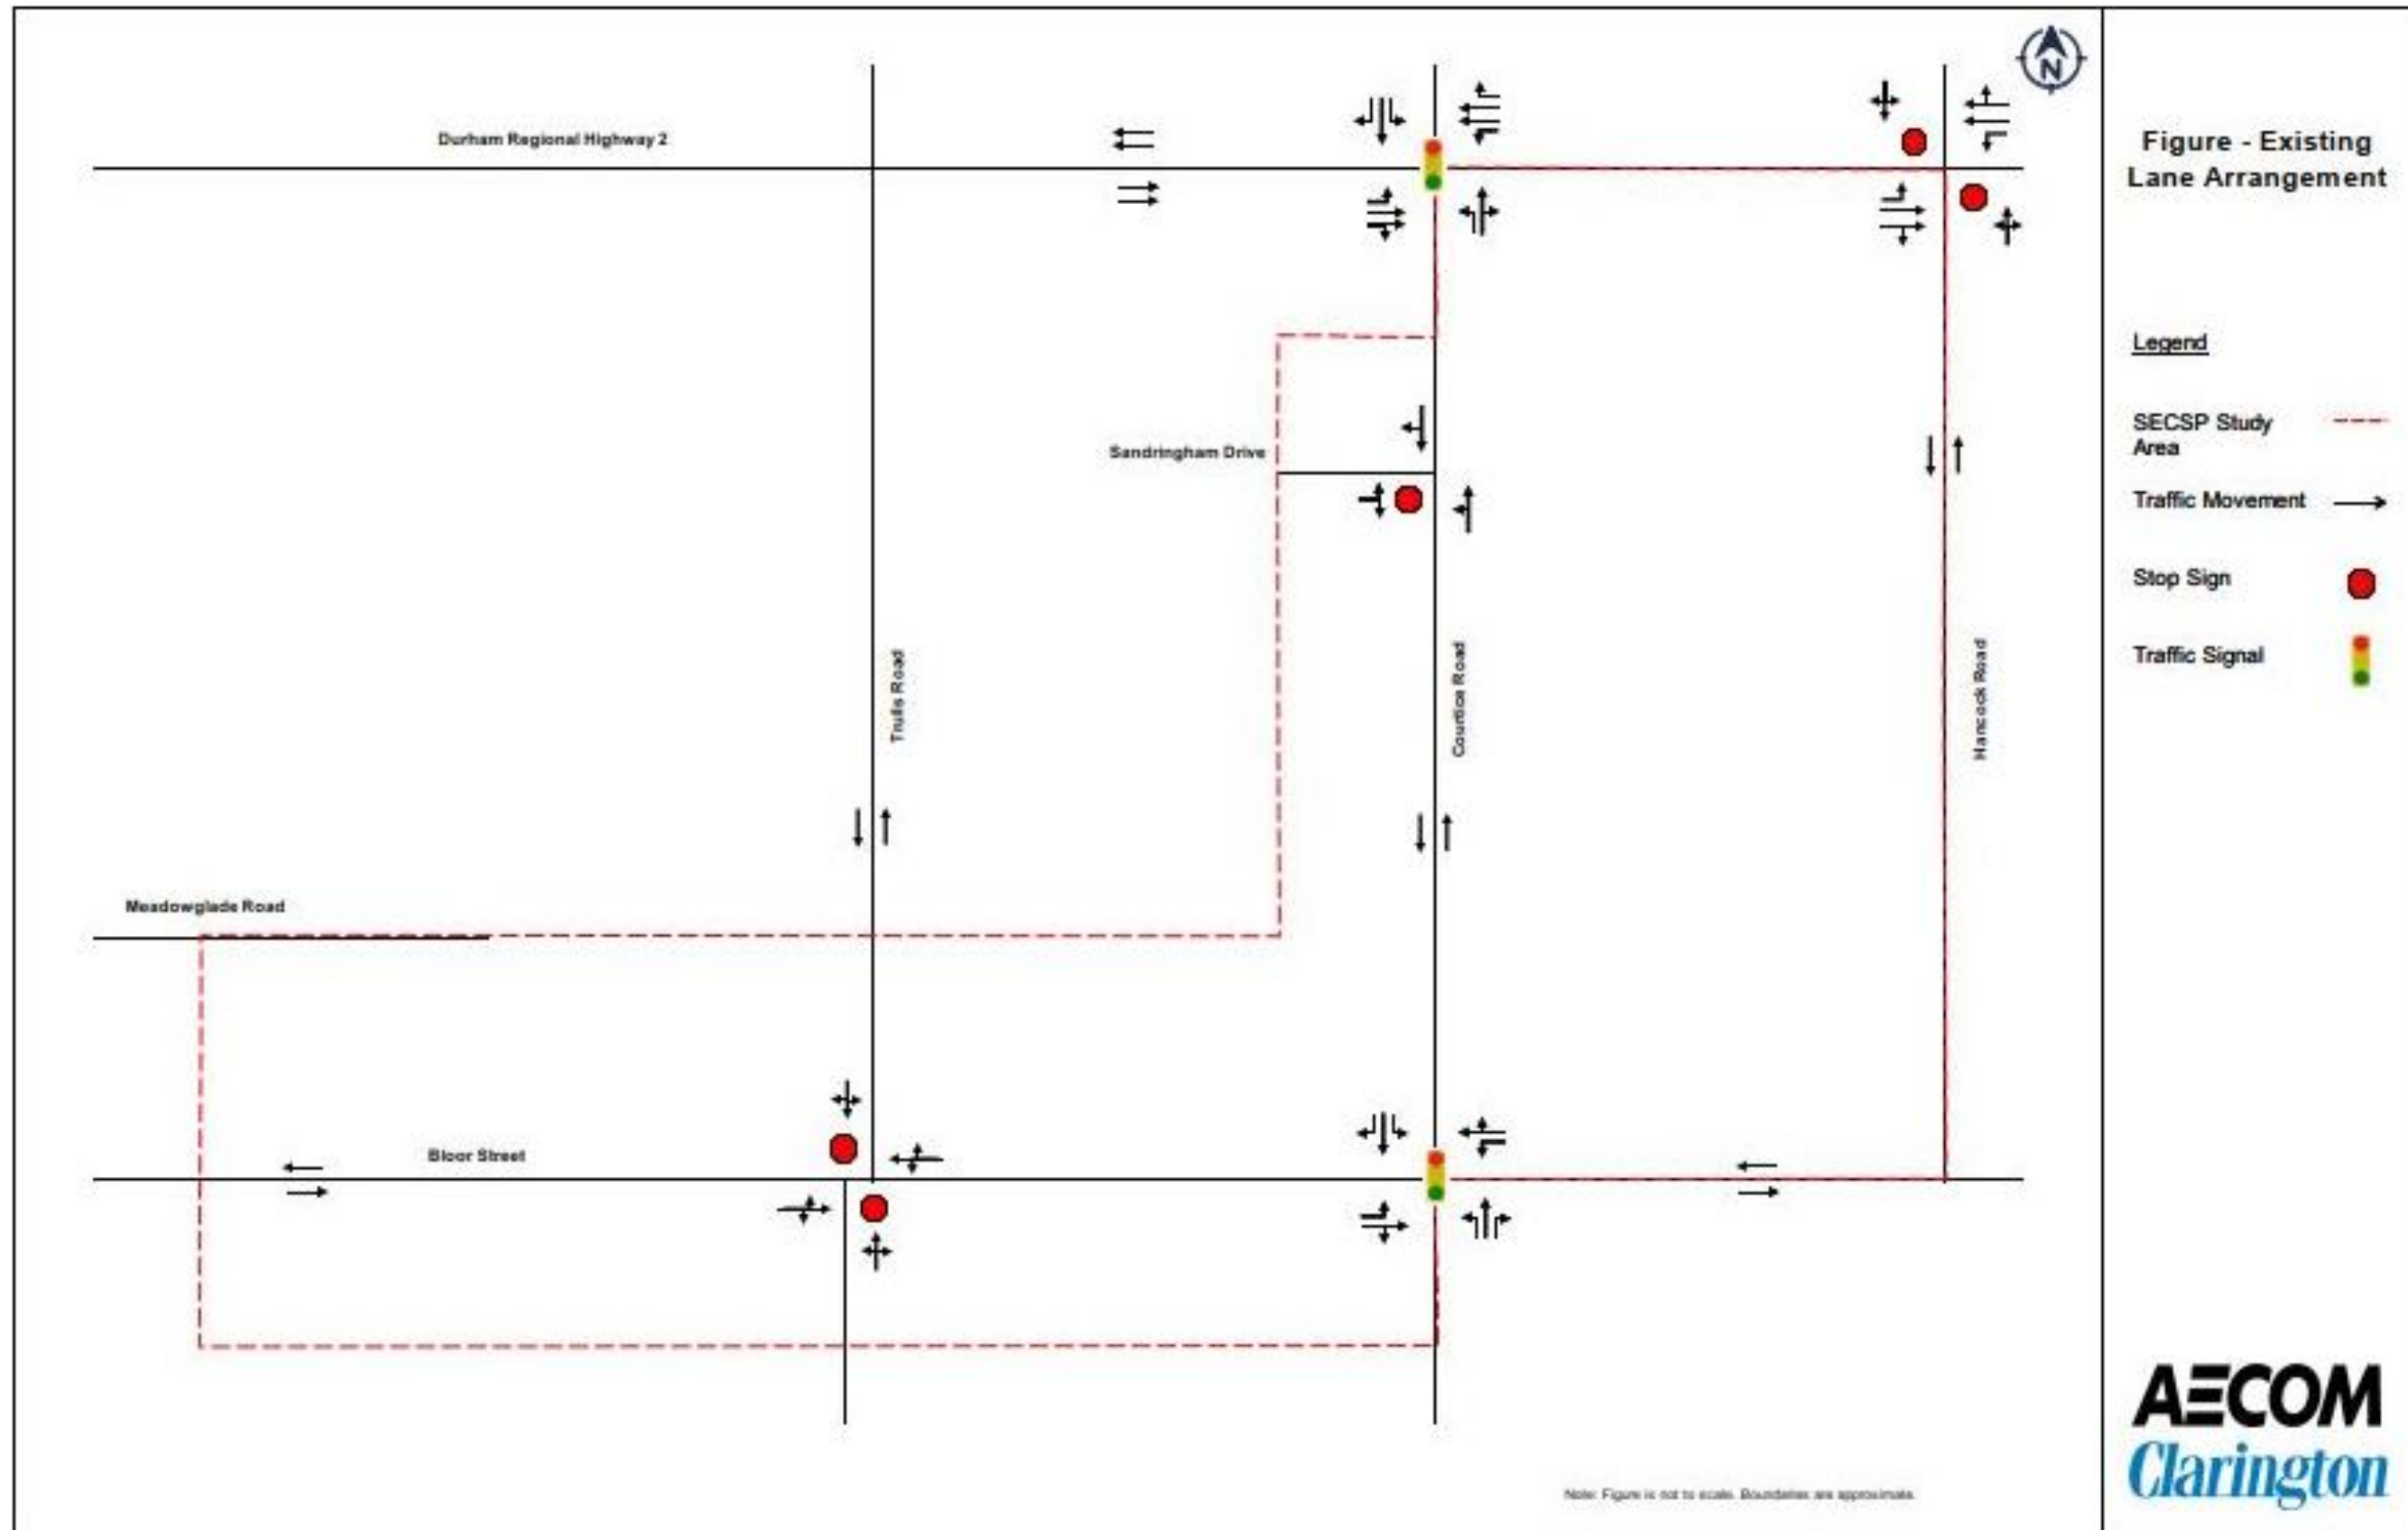 N
Durham Regional Highway 2
Figure - Existing
Lane Arrangement
Legend
SECSP Study
Area
Sandringham Drive
Traffic Movement
Stop Sign
Traffic Signal
Trulls Road
Courtice Road
Hancock Road
Meadowglade Road
Bloor Street
AECOM
Clarington
Note: Figure is not to scale. Boundaries are approximate.